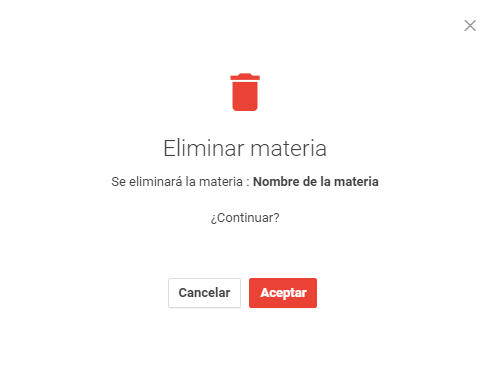 Eliminar materia
Se eliminará la materia : Nombre de la materia
¿Continuar?
Cancelar
Aceptar